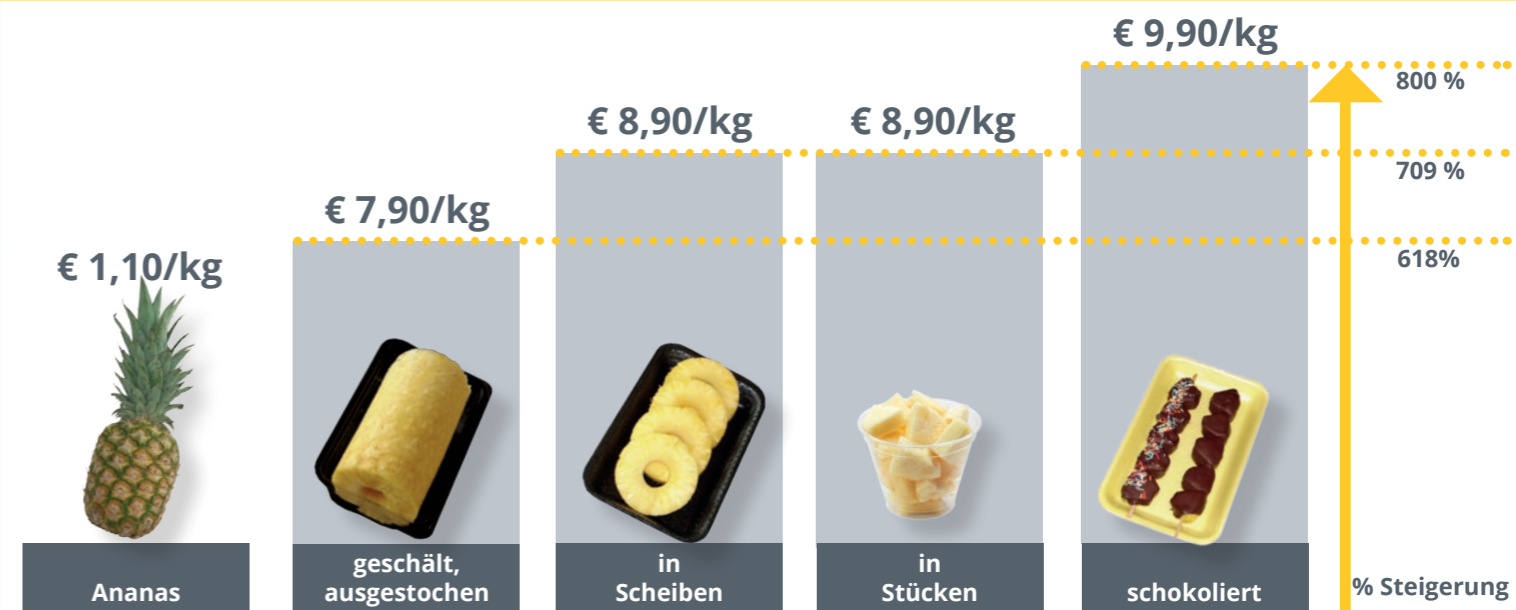 € 9,90/kg
800 %
€ 8,90/kg
€ 8,90/kg
709 %
€ 7,90/kg
618%
€ 1,10/kg
Ananas
geschält,
ausgestochen
in
Scheiben
in
Stücken
schokoliert
% Steigerung